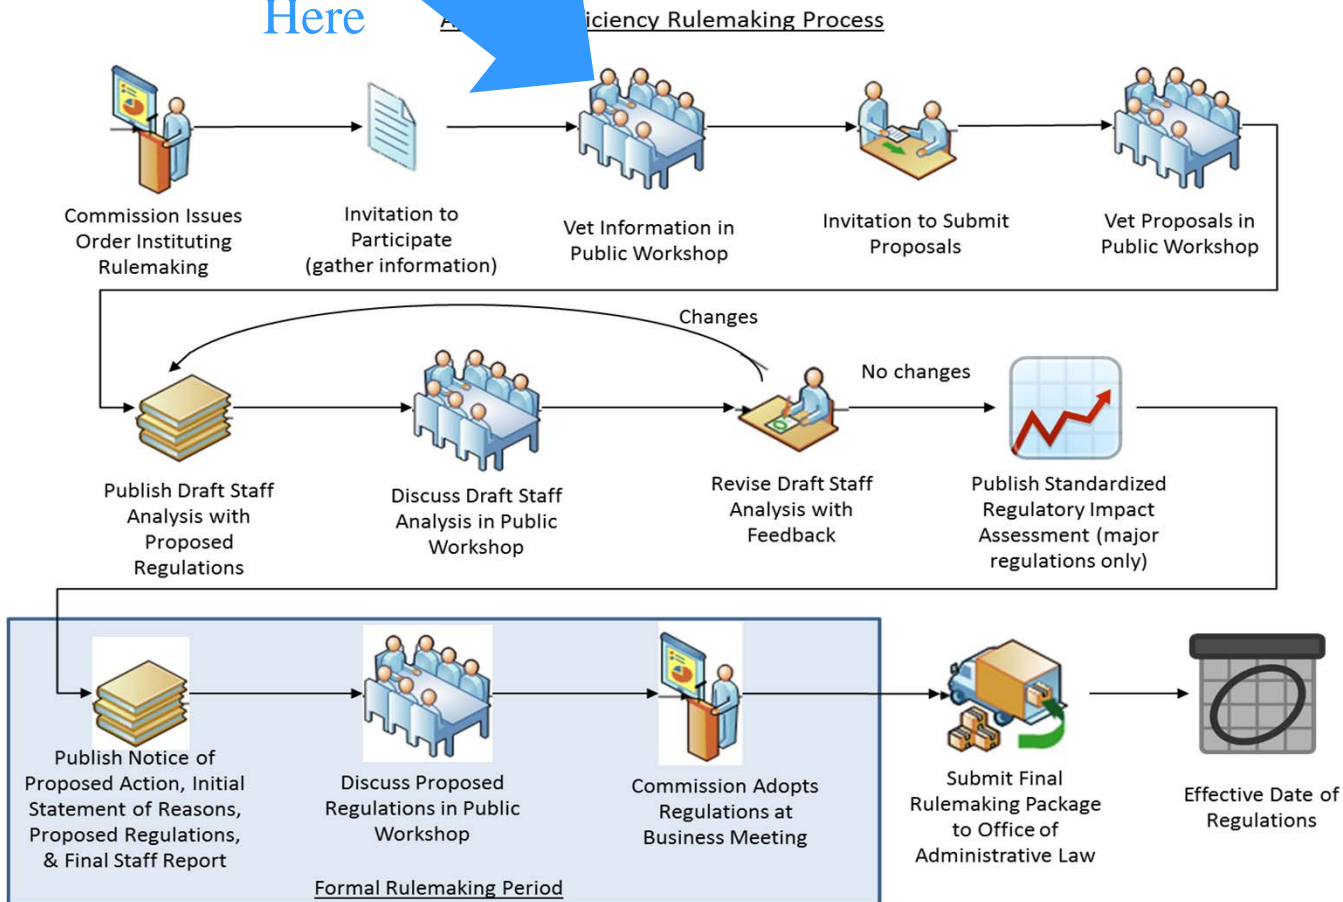 Here
iciency Rulemaking Process
Commission Issues
Order Instituting
Rulemaking
Invitation to
Participate
(gather information)
Vet Information in
Public Workshop
Invitation to Submit
Proposals
Vet Proposals in
Public Workshop
Changes
No changes
Publish Draft Staff
Analysis with
Proposed
Regulations
Discuss Draft Staff
Analysis in Public
Workshop
Revise Draft Staff
Analysis with
Feedback
Publish Standardized
Regulatory Impact
Assessment (major
regulations only)
Publish Notice of
Proposed Action, Initial
Statement of Reasons,
Proposed Regulations,
& Final Staff Report
Discuss Proposed
Regulations in Public
Workshop
Commission Adopts
Regulations at
Business Meeting
Submit Final
Rulemaking Package
to Office of
Administrative Law
Effective Date of
Regulations
Formal Rulemaking Period